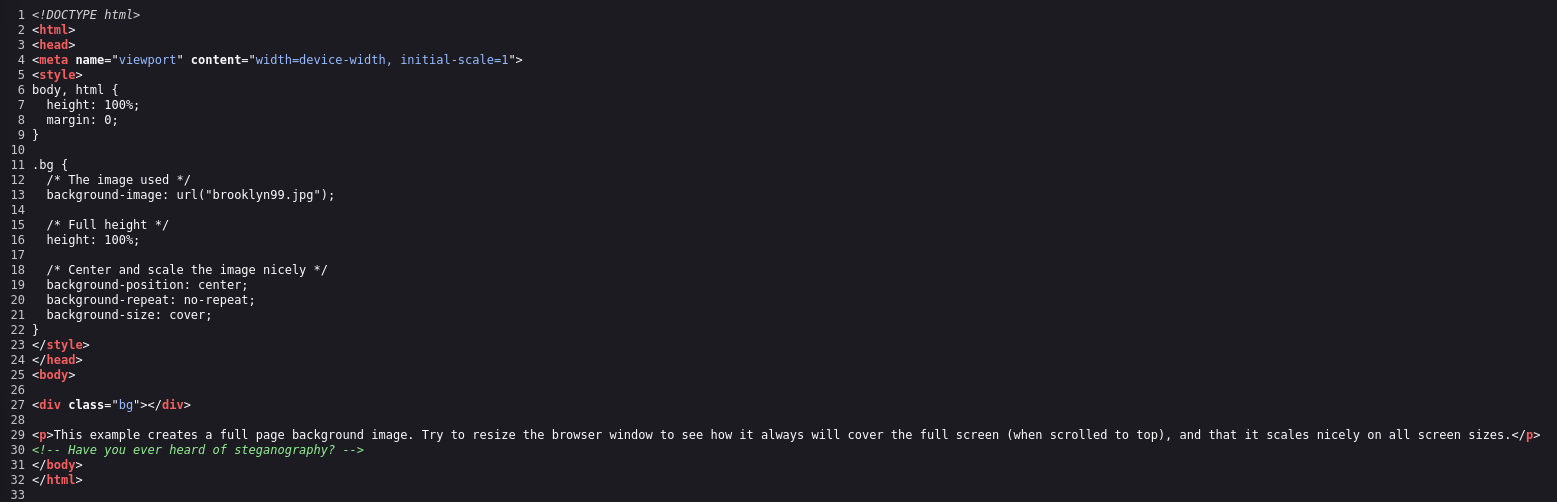 1 <!DOCTYPE html>
2 <html>
3 <head>
4 <meta name="viewport" content="width=device-width, initial-scale=1">
5 <style>
6 body, html {
7   height: 100%;
8   margin: 0;
9 }
10
11 .bg {
12   /* The image used */
13   background-image: url("brooklyn99.jpg");
14
15   /* Full height */
16   height: 100%;
17
18   /* Center and scale the image nicely */
19   background-position: center;
20   background-repeat: no-repeat;
21   background-size: cover;
22 }
23 </style>
24 </head>
25 <body>
26
27 <div class="bg"></div>
28
29 <p>This example creates a full page background image. Try to resize the browser window to see how it always will cover the full screen (when scrolled to top), and that it scales nicely on all screen sizes.</p>
30 <!-- Have you ever heard of steganography? -->
31 </body>
32 </html>
33